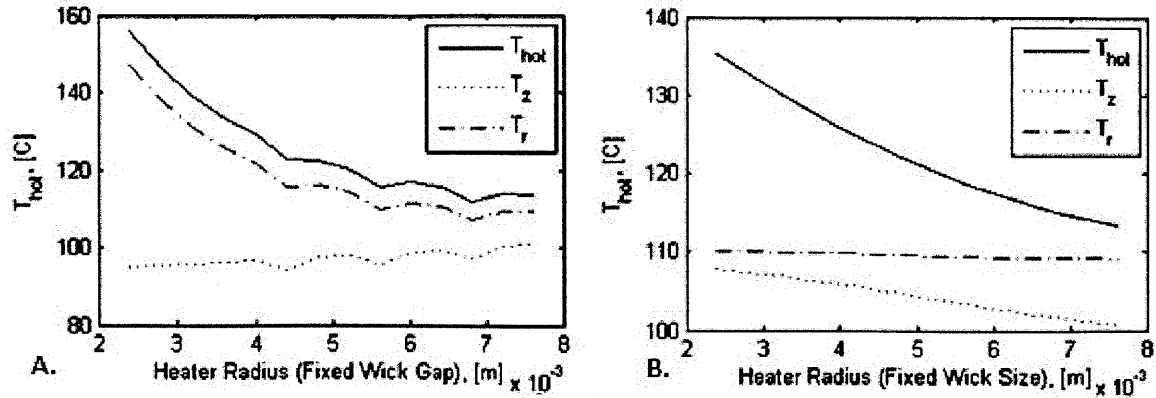 160
140
120
100
80
T_hot, [C]
T_hot
T_z
T_r
2 3 4 5 6 7 8
Heater Radius (Fixed Wick Gap), [m] x 10^-3
A.
140
130
120
110
100
T_hot, [C]
T_hot
T_z
T_r
2 3 4 5 6 7 8
Heater Radius (Fixed Wick Size), [m] x 10^-3
B.